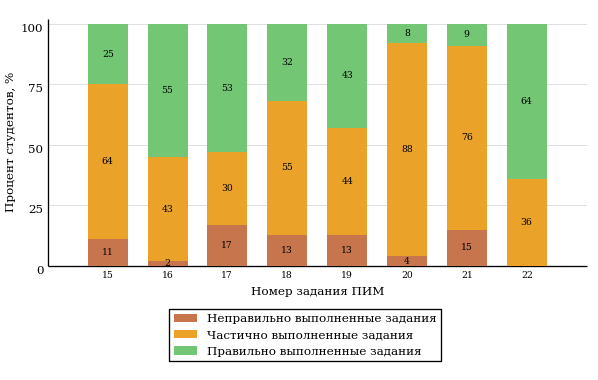 Процент студентов, %
100
75
50
25
0
25 55 53 32 43 8 9 64
64 43 30 55 44 88 76 36
11 2 17 13 13 4 15
15 16 17 18 19 20 21 22
Номер задания ПИМ
Неправильно выполненные задания
Частично выполненные задания
Правильно выполненные задания